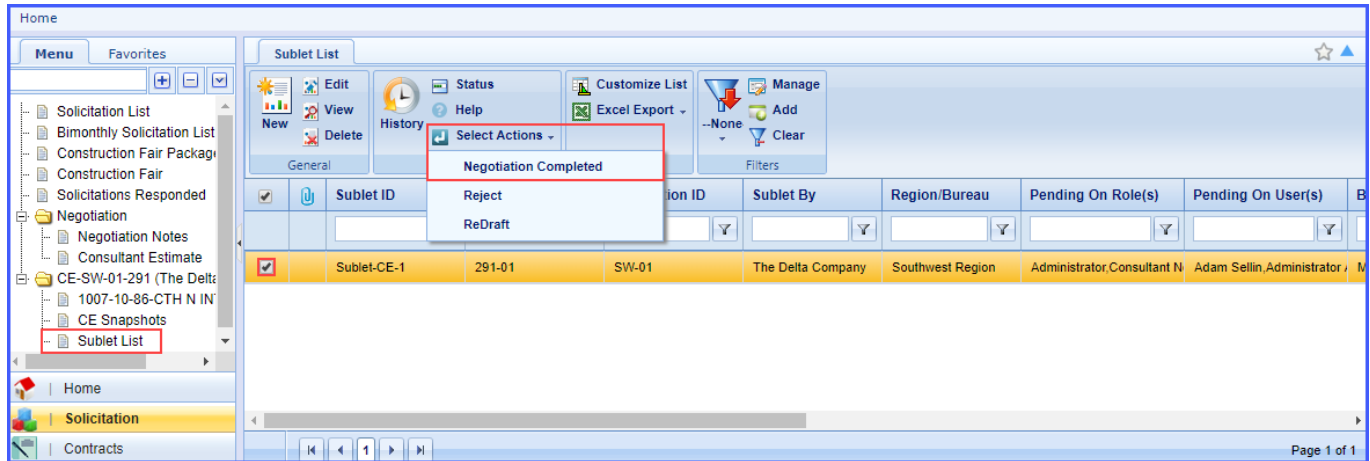 Home
Menu
Favorites
Solicitation List
Bimonthly Solicitation List
Construction Fair Packag
Construction Fair
Solicitations Responded
Negotiation
Negotiation Notes
Consultant Estimate
CE-SW-01-291 (The Delta
1007-10-86-CTH N IN
CE Snapshots
Sublet List
Home
Solicitation
Contracts
Sublet List
New
Edit
View
Delete
General
History
Status
Help
Select Actions
Negotiation Completed
Reject
ReDraft
Customize List
Excel Export
--None
Manage
Add
Clear
Filters
Sublet ID
ion ID
Sublet By
Region/Bureau
Pending On Role(s)
Pending On User(s)
B
Sublet-CE-1
291-01
SW-01
The Delta Company
Southwest Region
Administrator,Consultant N
Adam Sellin,Administrator
M
1
Page 1 of 1